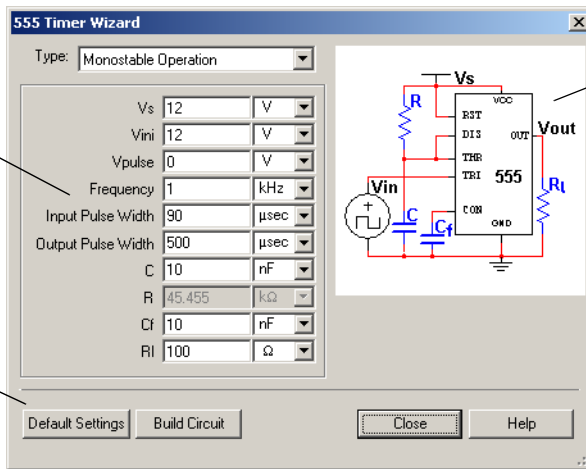 555 Timer Wizard
Type: Monostable Operation
Vs 12 V
Vini 12 V
Vpulse 0 V
Frequency 1 kHz
Input Pulse Width 90 µsec
Output Pulse Width 500 µsec
C 10 nF
R 45.455 kΩ
Cf 10 nF
Rl 100 Ω
Vs
R
VCC
RST
DIS
OUT
Vout
THR
TRI
555
Vin
Rl
CON
C
Cf
GND
Default Settings
Build Circuit
Close
Help